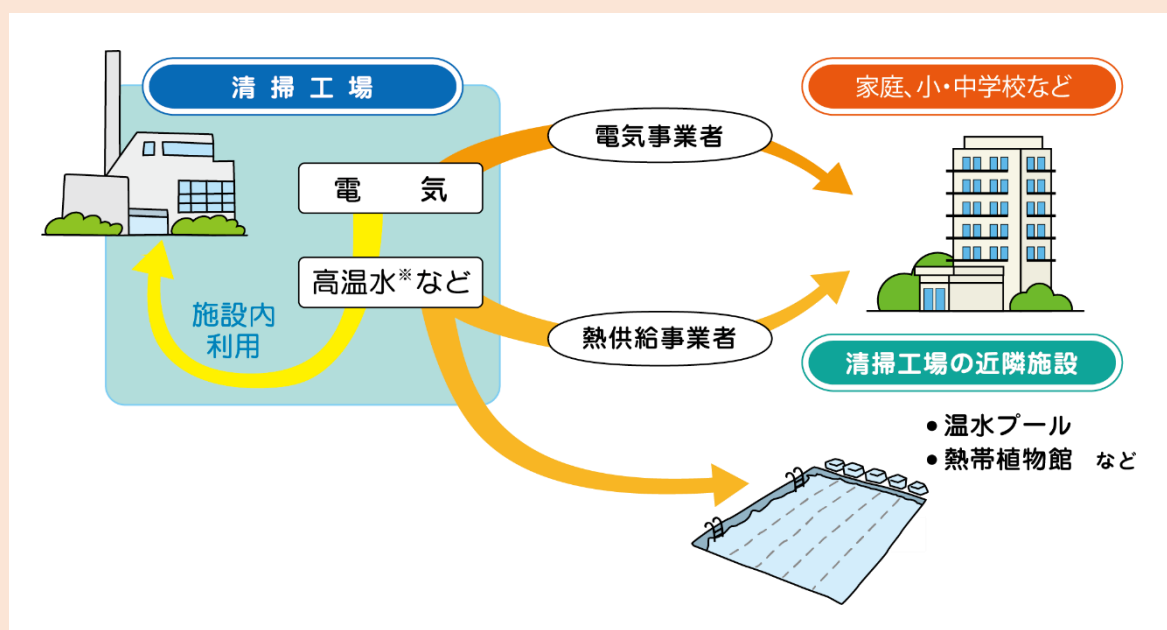 清掃工場
電気
高温水※など
施設内
利用
電気事業者
熱供給事業者
家庭、小・中学校など
清掃工場の近隣施設
● 温水プール
● 熱帯植物館 など